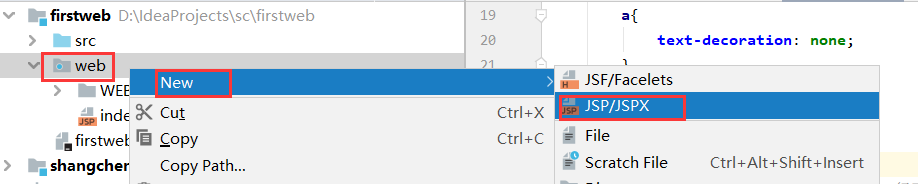 firstweb D:\IdeaProjects\sc\firstweb
src
web
WEB
inde
firstweb
shangchen
19 a{
20 text-decoration: none;
21 }
New
Cut Ctrl+X
Copy Ctrl+C
Copy Path...
JSF/Facelets
JSP/JSPX
File
Scratch File Ctrl+Alt+Shift+Insert